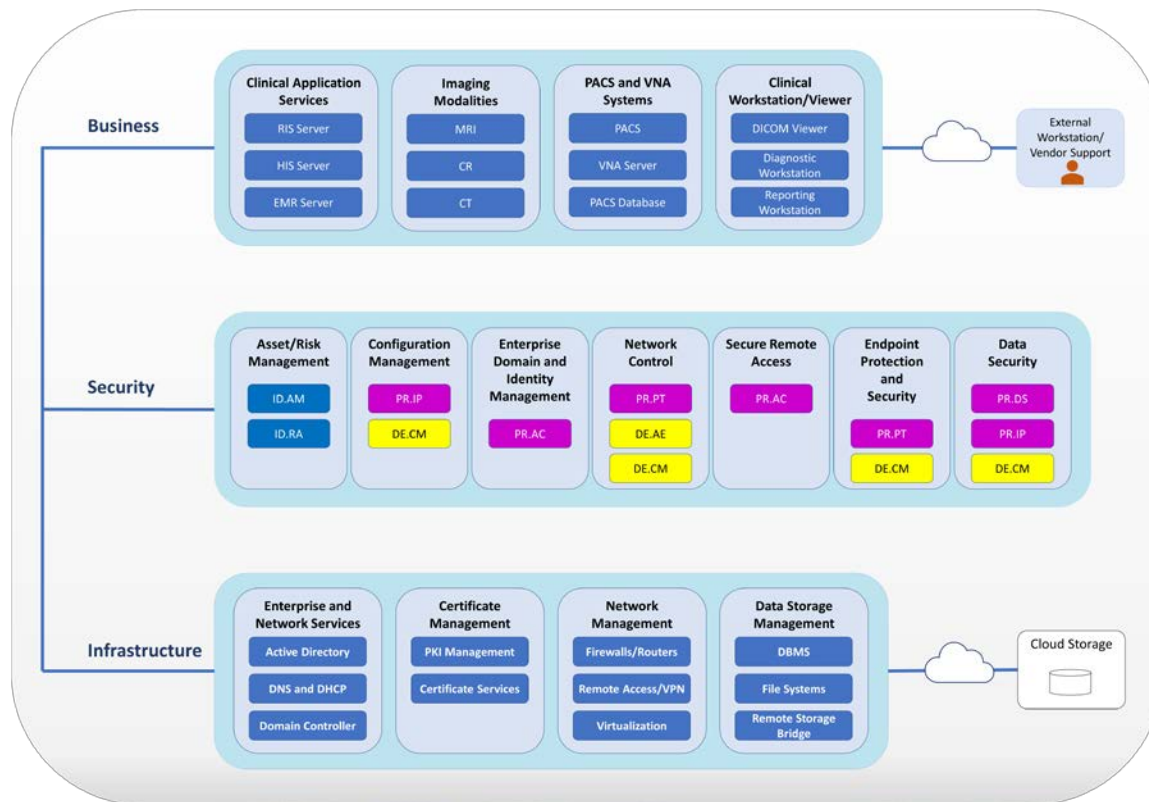 Business
Clinical Application
Services
RIS Server
HIS Server
EMR Server
Imaging
Modalities
MRI
CR
CT
PACS and VNA
Systems
PACS
VNA Server
PACS Database
Clinical
Workstation/Viewer
DICOM Viewer
Diagnostic
Workstation
Reporting
Workstation
External
Workstation/
Vendor Support
Security
Asset/Risk
Management
ID.AM
ID.RA
Configuration
Management
PR.IP
DE.CM
Enterprise
Domain and
Identity
Management
PR.AC
Network
Control
PR.PT
DE.AE
DE.CM
Secure Remote
Access
PR.AC
Endpoint
Protection
and
Security
PR.PT
DE.CM
Data
Security
PR.DS
PR.IP
DE.CM
Infrastructure
Enterprise and
Network Services
Active Directory
DNS and DHCP
Domain Controller
Certificate
Management
PKI Management
Certificate Services
Network
Management
Firewalls/Routers
Remote Access/VPN
Virtualization
Data Storage
Management
DBMS
File Systems
Remote Storage
Bridge
Cloud Storage